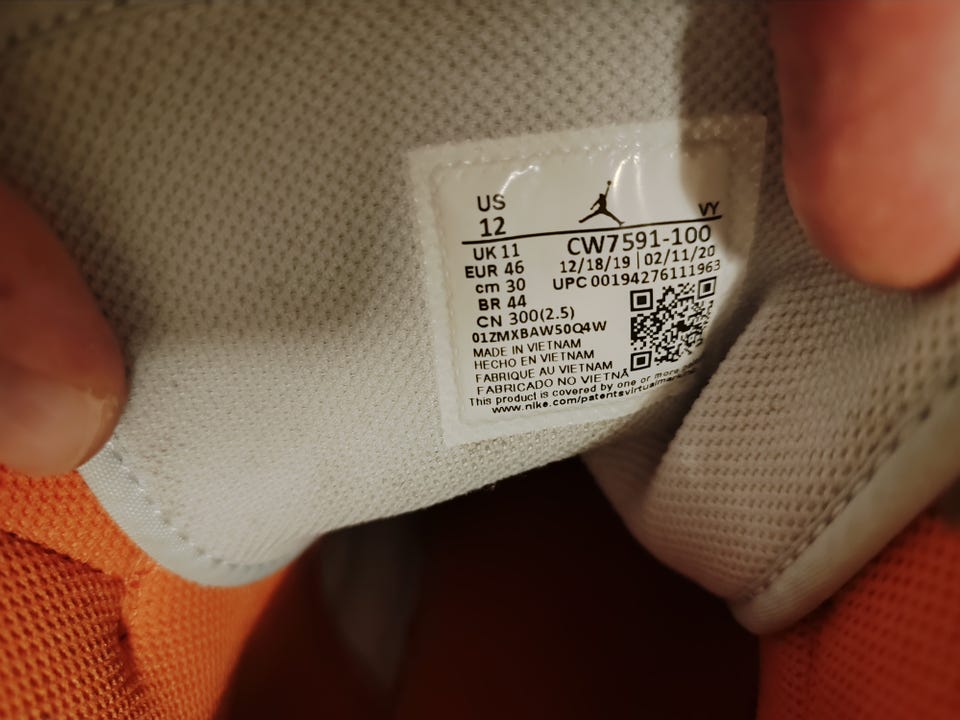 US
12
VY
UK 11
EUR 46
cm 30
BR 44
CN 300(2.5)
CW7591-100
12/18/19 | 02/11/20
UPC 00194276111963
01ZMXBAW50Q4W
MADE IN VIETNAM
HECHO EN VIETNAM
FABRIQUE AU VIETNAM
FABRICADO NO VIETNÃ
This product is covered by one or more
www.nike.com/patents